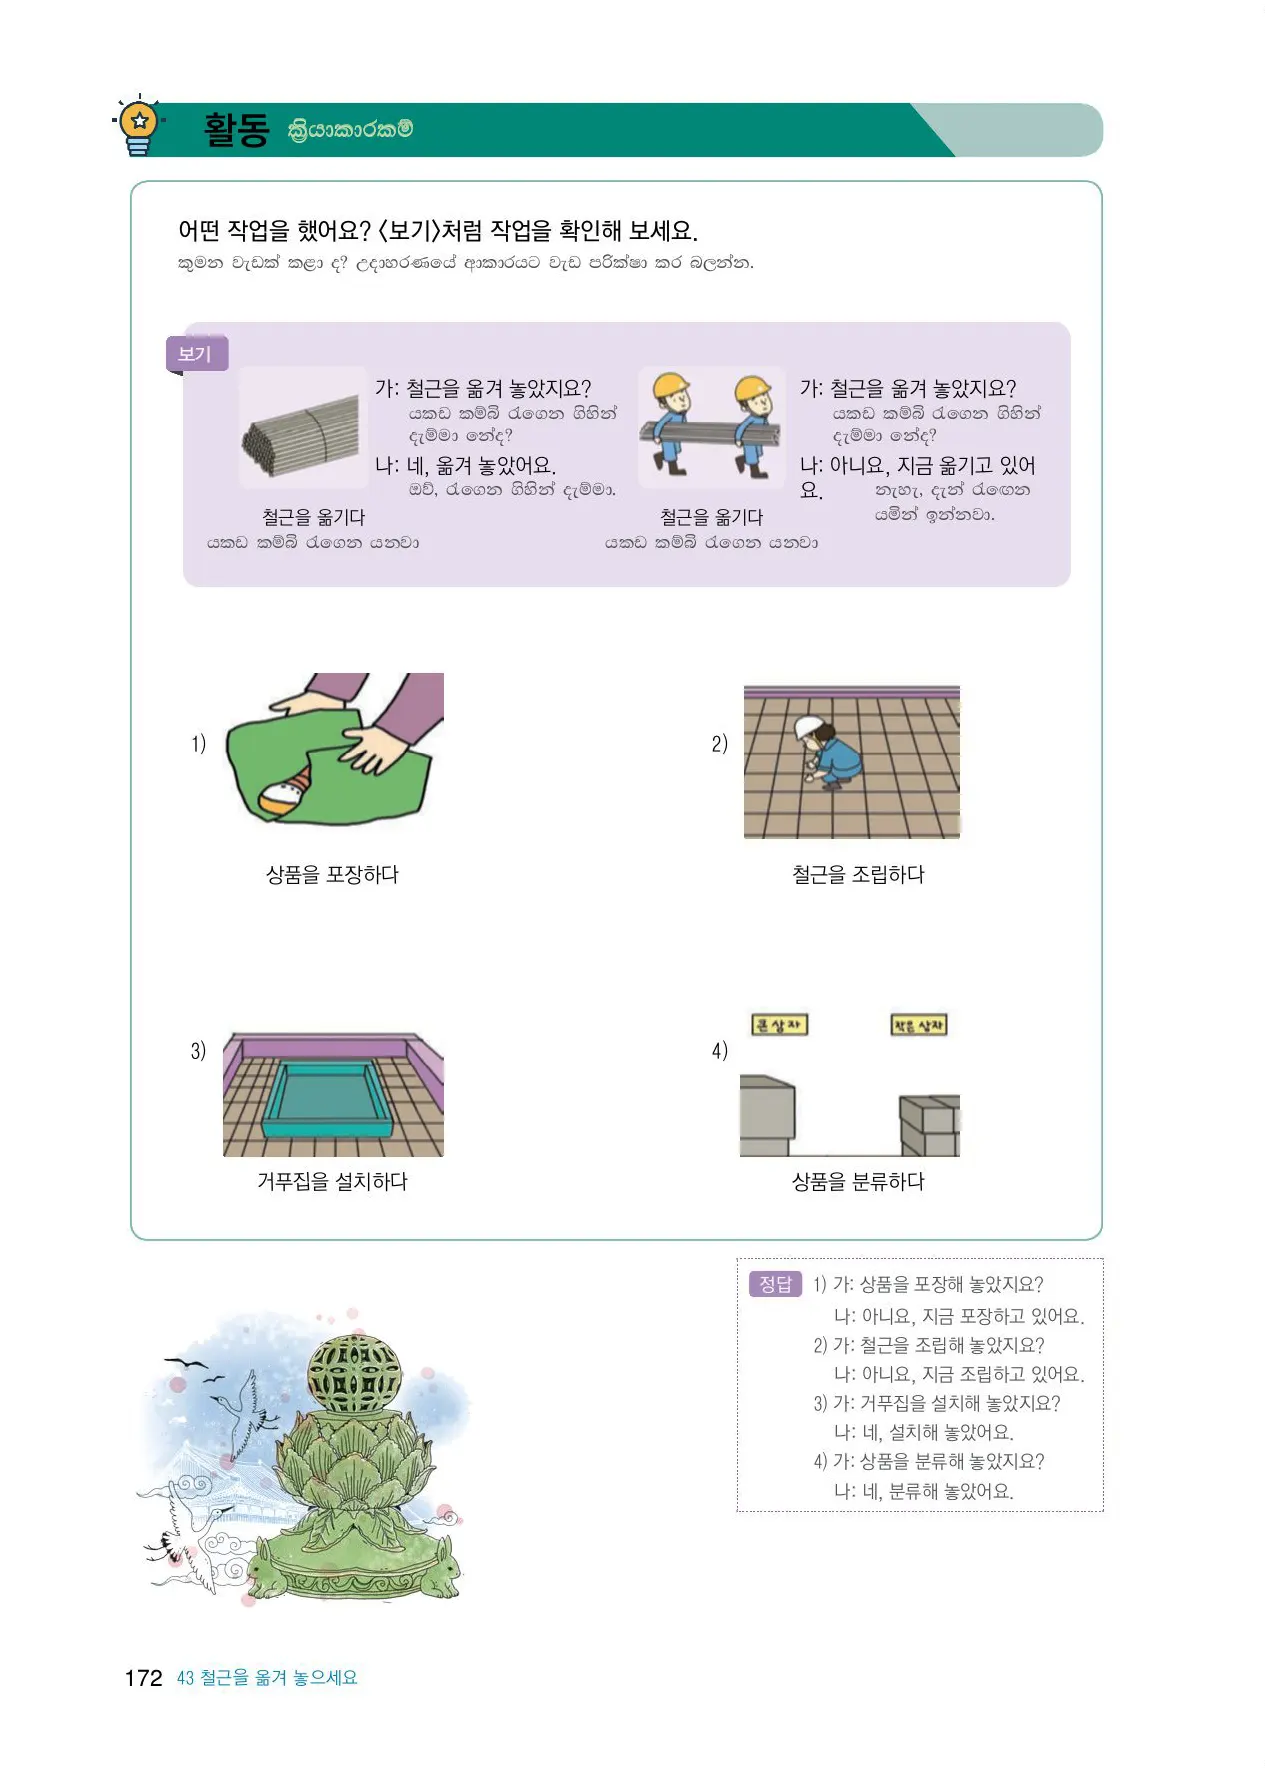 활동 ක්‍රියාකාරකම්
어떤 작업을 했어요? 〈보기〉처럼 작업을 확인해 보세요.
කුමන වැඩක් කළා ද? උදාහරණයේ ආකාරයට වැඩ පරික්ෂා කර බලන්න.
보기
가: 철근을 옮겨 놓았지요?
යකඩ කම්බි රැගෙන ගිහින්
දැම්මා නේද?
나: 네, 옮겨 놓았어요.
ඔව්, රැගෙන ගිහින් දැම්මා.
철근을 옮기다
යකඩ කම්බි රැගෙන යනවා
가: 철근을 옮겨 놓았지요?
යකඩ කම්බි රැගෙන ගිහින්
දැම්මා නේද?
나: 아니요, 지금 옮기고 있어
요. නැහැ, දැන් රැඟෙන
යමින් ඉන්නවා.
철근을 옮기다
යකඩ කම්බි රැගෙන යනවා
1)
상품을 포장하다
2)
철근을 조립하다
3)
거푸집을 설치하다
4)
큰 상자
작은 상자
상품을 분류하다
정답 1) 가: 상품을 포장해 놓았지요?
나: 아니요, 지금 포장하고 있어요.
2) 가: 철근을 조립해 놓았지요?
나: 아니요, 지금 조립하고 있어요.
3) 가: 거푸집을 설치해 놓았지요?
나: 네, 설치해 놓았어요.
4) 가: 상품을 분류해 놓았지요?
나: 네, 분류해 놓았어요.
172 43 철근을 옮겨 놓으세요